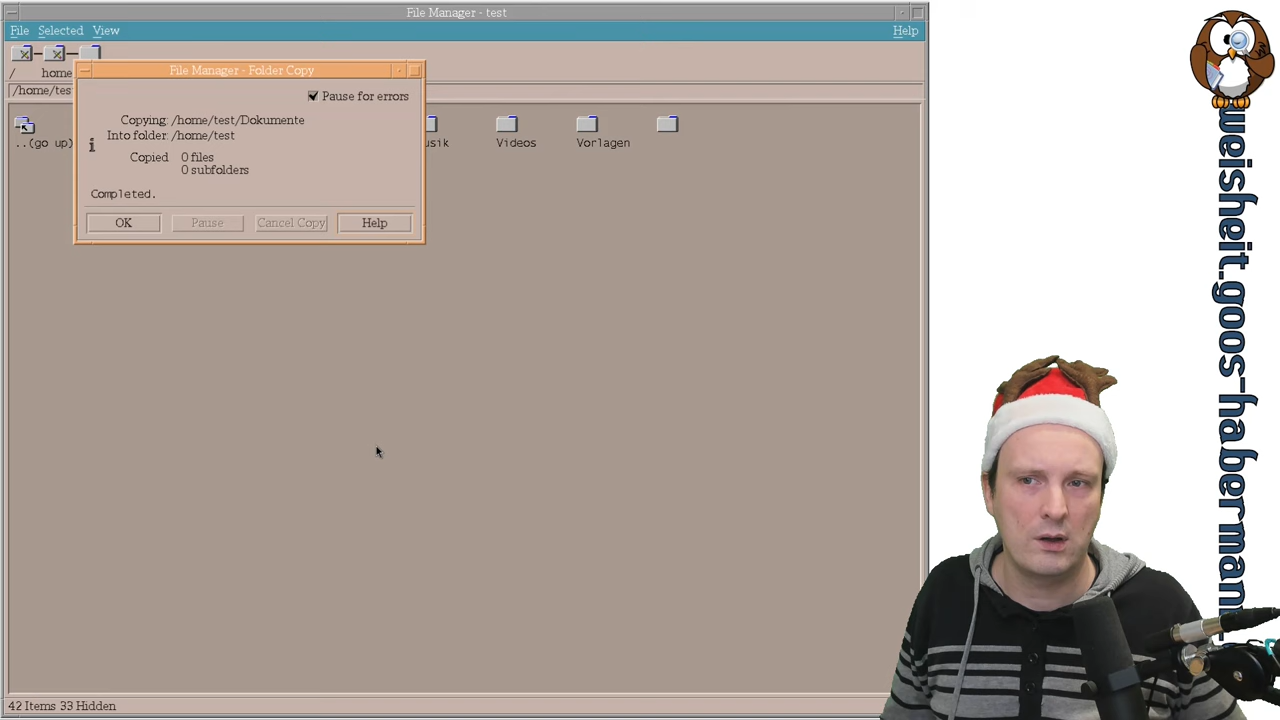 File Manager - test
File Selected View Help
/ home
/home/tes
File Manager - Folder Copy
Pause for errors
Copying: /home/test/Dokumente
Into folder: /home/test
Copied 0 files
0 subfolders
Completed.
OK Pause Cancel Copy Help
..(go up) usik Videos Vorlagen
42 Items 33 Hidden
weisheit.goos-habermann